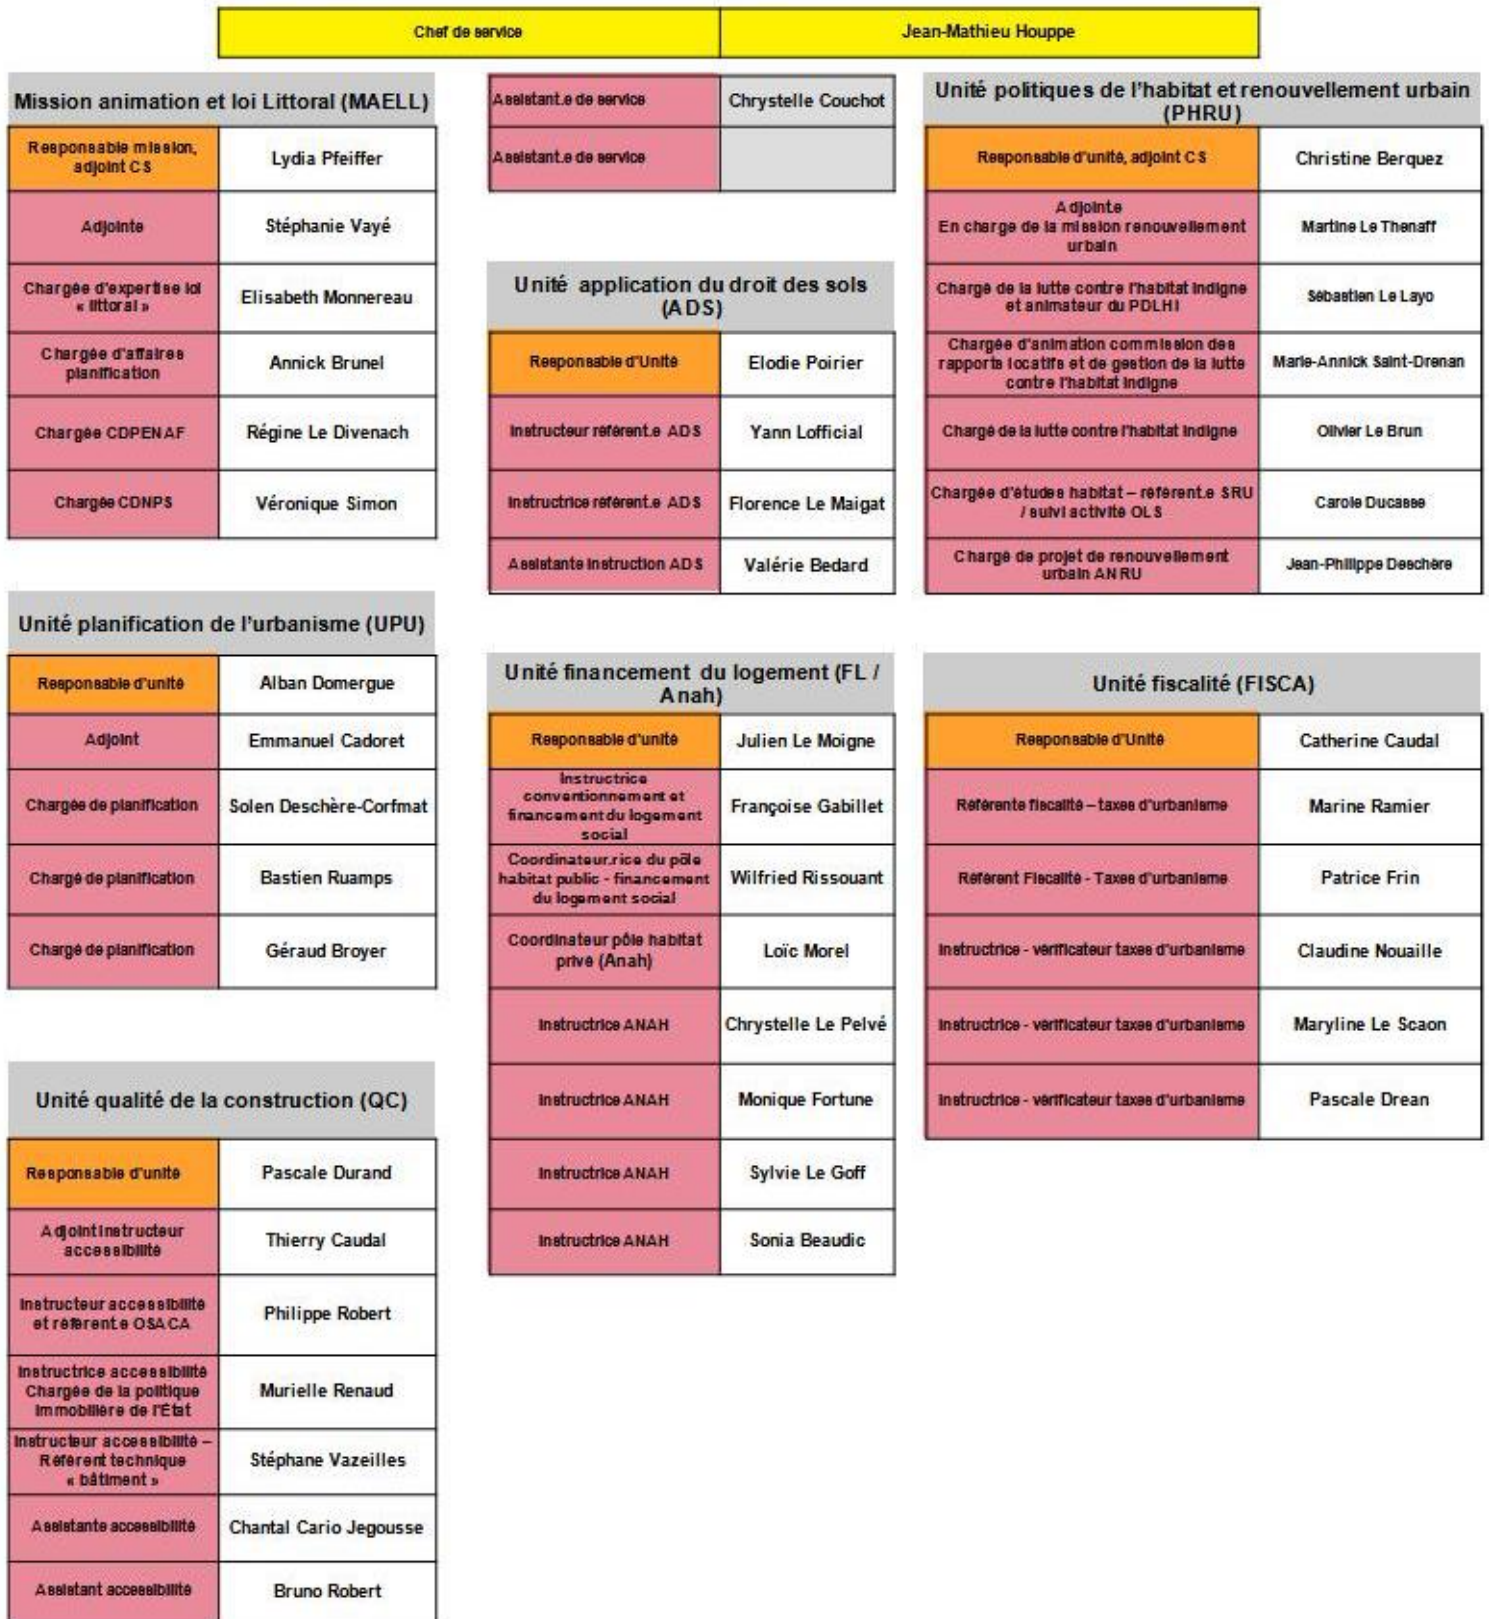 Chef de service
Jean-Mathieu Houppe
Mission animation et loi Littoral (MAELL)
Responsable mission,
adjoint CS
Lydia Pfeiffer
Adjointe
Stéphanie Vayé
Chargée d'expertise loi
« littoral »
Elisabeth Monnereau
Chargée d'affaires
planification
Annick Brunel
Chargée CDPENAF
Régine Le Divenach
Chargée CDNPS
Véronique Simon
Unité planification de l'urbanisme (UPU)
Responsable d'unité
Alban Domergue
Adjoint
Emmanuel Cadoret
Chargée de planification
Solen Deschère-Corfmat
Chargé de planification
Bastien Ruamps
Chargé de planification
Géraud Broyer
Unité qualité de la construction (QC)
Responsable d'unité
Pascale Durand
Adjoint instructeur
accessibilité
Thierry Caudal
Instructeur accessibilité
et référent.e OSACA
Philippe Robert
Instructrice accessibilité
Chargée de la politique
immobilière de l'État
Murielle Renaud
Instructeur accessibilité –
Référent technique
« bâtiment »
Stéphane Vazeilles
Assistante accessibilité
Chantal Cario Jegousse
Assistant accessibilité
Bruno Robert
Assistant.e de service
Chrystelle Couchot
Assistant.e de service
Unité application du droit des sols
(ADS)
Responsable d'Unité
Elodie Poirier
Instructeur référent.e ADS
Yann Lofficial
Instructrice référent.e ADS
Florence Le Maigat
Assistante instruction ADS
Valérie Bedard
Unité financement du logement (FL /
Anah)
Responsable d'unité
Julien Le Moigne
Instructrice
conventionnement et
financement du logement
social
Françoise Gabillet
Coordinateur.rice du pôle
habitat public - financement
du logement social
Wilfried Rissouant
Coordinateur pôle habitat
privé (Anah)
Loïc Morel
Instructrice ANAH
Chrystelle Le Pelvé
Instructrice ANAH
Monique Fortune
Instructrice ANAH
Sylvie Le Goff
Instructrice ANAH
Sonia Beaudic
Unité politiques de l'habitat et renouvellement urbain
(PHRU)
Responsable d'unité, adjoint CS
Christine Berquez
Adjoint.e
En charge de la mission renouvellement
urbain
Martine Le Thenaff
Chargé de la lutte contre l'habitat indigne
et animateur du PDLHI
Sébastien Le Layo
Chargée d'animation commission des
rapports locatifs et de gestion de la lutte
contre l'habitat indigne
Marie-Annick Saint-Drenan
Chargé de la lutte contre l'habitat indigne
Olivier Le Brun
Chargée d'études habitat – référent.e SRU
/ suivi activité OLS
Carole Ducasse
Chargé de projet de renouvellement
urbain ANRU
Jean-Philippe Deschère
Unité fiscalité (FISCA)
Responsable d'Unité
Catherine Caudal
Référente fiscalité – taxes d'urbanisme
Marine Ramier
Référent Fiscalité - Taxes d'urbanisme
Patrice Frin
Instructrice - vérificateur taxes d'urbanisme
Claudine Nouaille
Instructrice - vérificateur taxes d'urbanisme
Maryline Le Scaon
Instructrice - vérificateur taxes d'urbanisme
Pascale Drean